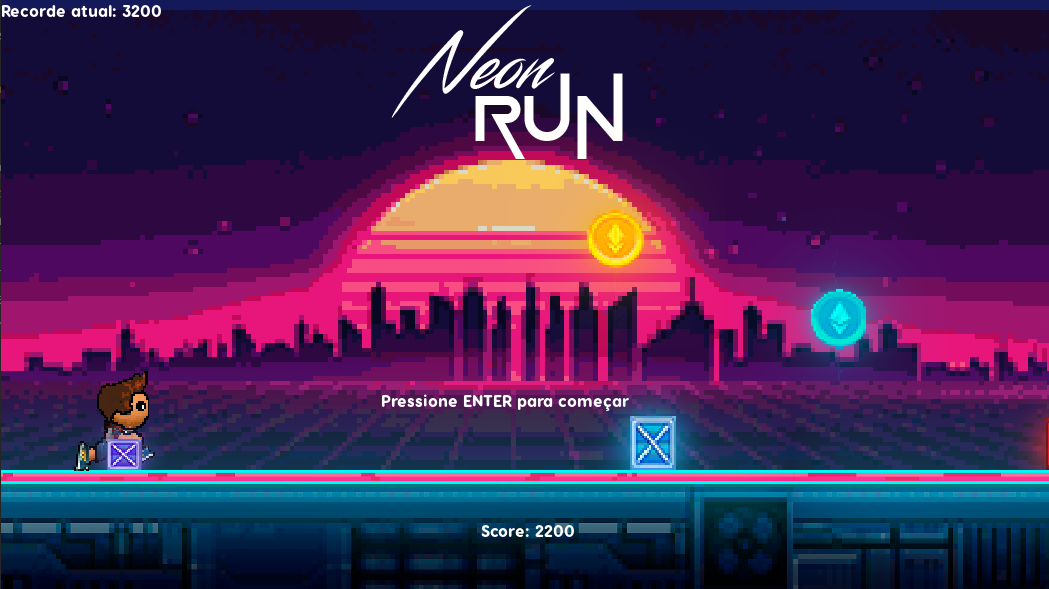 Recorde atual: 3200
Neon
RUN
Pressione ENTER para começar
Score: 2200